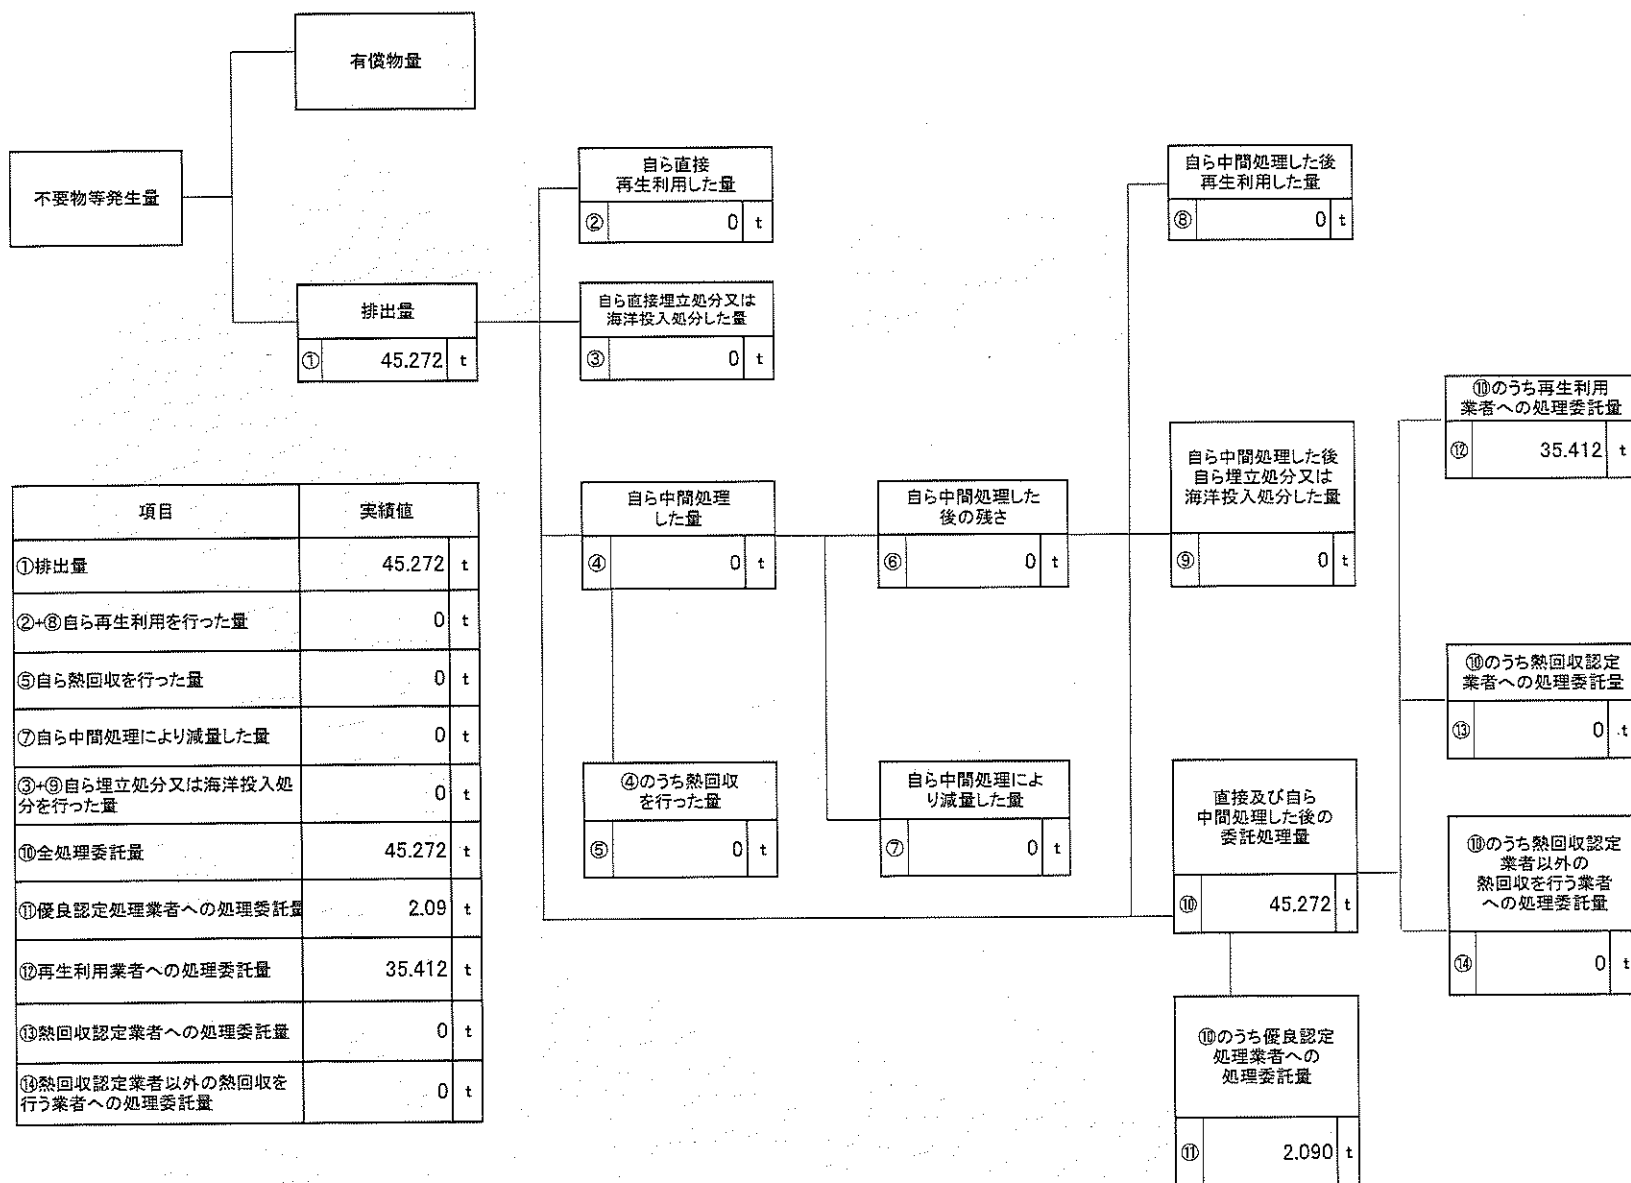 有償物量
不要物等発生量
排出量
① 45.272 t
自ら直接
再生利用した量
② 0 t
自ら直接埋立処分又は
海洋投入処分した量
③ 0 t
自ら中間処理
した量
④ 0 t
④のうち熱回収
を行った量
⑤ 0 t
自ら中間処理した
後の残さ
⑥ 0 t
自ら中間処理によ
り減量した量
⑦ 0 t
自ら中間処理した後
再生利用した量
⑧ 0 t
自ら中間処理した後
自ら埋立処分又は
海洋投入処分した量
⑨ 0 t
直接及び自ら
中間処理した後の
委託処理量
⑩ 45.272 t
⑩のうち優良認定
処理業者への
処理委託量
⑪ 2.090 t
⑩のうち再生利用
業者への処理委託量
⑫ 35.412 t
⑩のうち熱回収認定
業者への処理委託量
⑬ 0 t
⑩のうち熱回収認定
業者以外の
熱回収を行う業者
への処理委託量
⑭ 0 t
項目 実績値
①排出量 45.272 t
②+⑧自ら再生利用を行った量 0 t
⑤自ら熱回収を行った量 0 t
⑦自ら中間処理により減量した量 0 t
③+⑨自ら埋立処分又は海洋投入処
分を行った量 0 t
⑩全処理委託量 45.272 t
⑪優良認定処理業者への処理委託量 2.09 t
⑫再生利用業者への処理委託量 35.412 t
⑬熱回収認定業者への処理委託量 0 t
⑭熱回収認定業者以外の熱回収を
行う業者への処理委託量 0 t